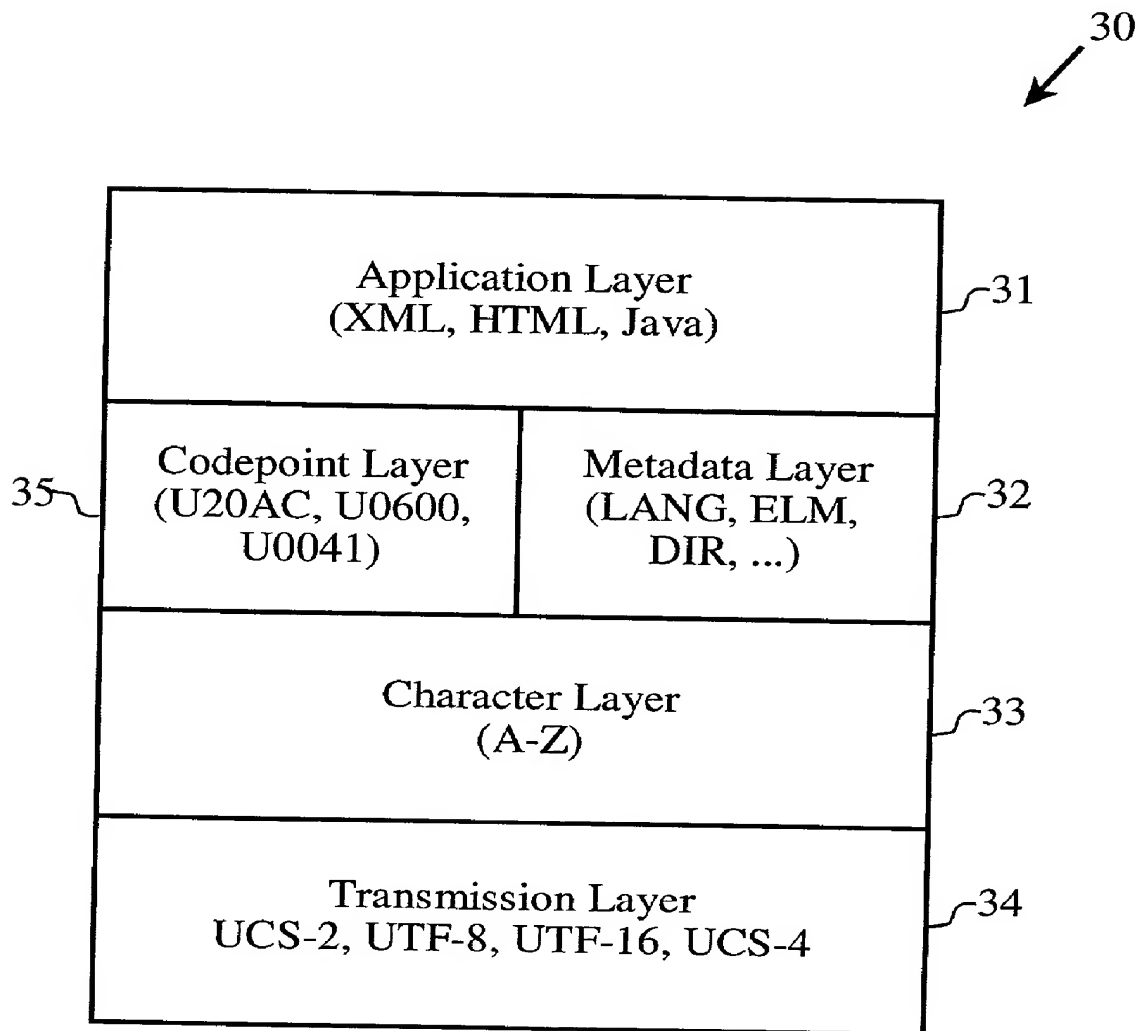 30
Application Layer
(XML, HTML, Java)
31
Codepoint Layer
(U20AC, U0600,
U0041)
35
Metadata Layer
(LANG, ELM,
DIR, ...)
32
Character Layer
(A-Z)
33
Transmission Layer
UCS-2, UTF-8, UTF-16, UCS-4
34